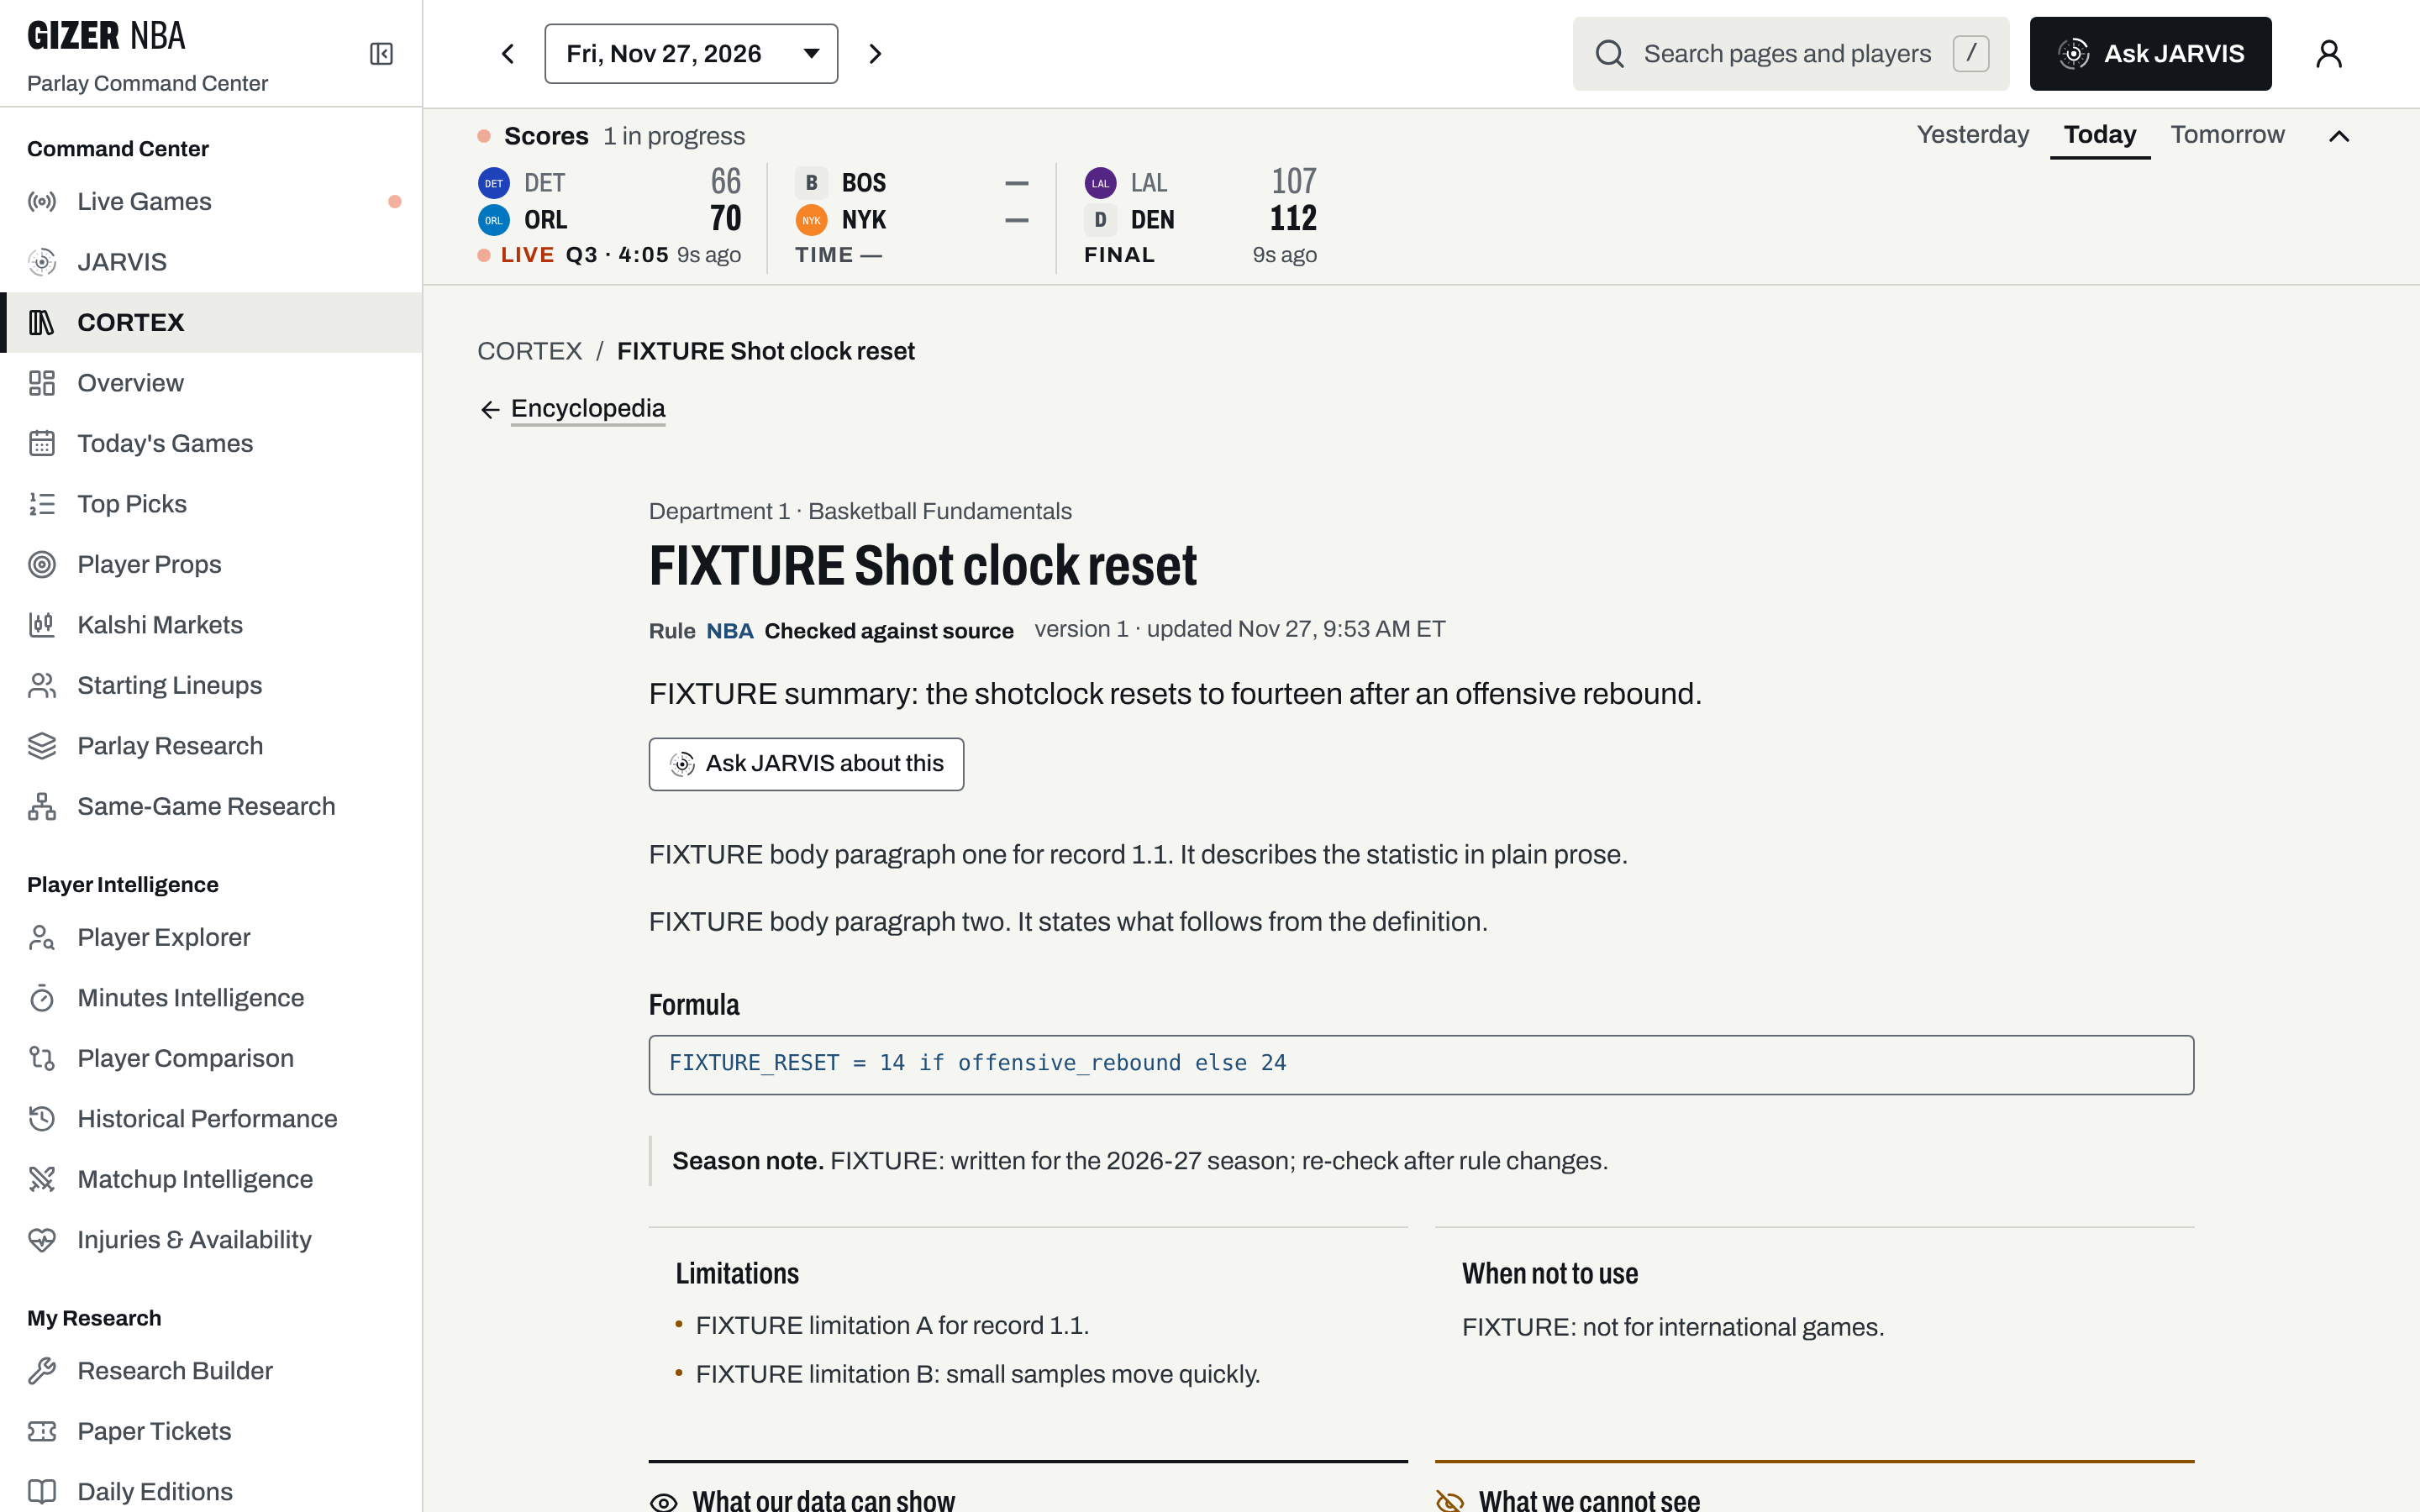 GIZER NBA
Parlay Command Center
Command Center
Live Games
JARVIS
CORTEX
Overview
Today's Games
Top Picks
Player Props
Kalshi Markets
Starting Lineups
Parlay Research
Same-Game Research
Player Intelligence
Player Explorer
Minutes Intelligence
Player Comparison
Historical Performance
Matchup Intelligence
Injuries & Availability
My Research
Research Builder
Paper Tickets
Daily Editions
Fri, Nov 27, 2026
Search pages and players /
Ask JARVIS
Scores 1 in progress
Yesterday Today Tomorrow
DET DET 66
ORL ORL 70
LIVE Q3 · 4:05 9s ago
B BOS —
NYK NYK —
TIME —
LAL LAL 107
D DEN 112
FINAL 9s ago
CORTEX / FIXTURE Shot clock reset
Encyclopedia
Department 1 · Basketball Fundamentals
FIXTURE Shot clock reset
Rule NBA Checked against source version 1 · updated Nov 27, 9:53 AM ET
FIXTURE summary: the shotclock resets to fourteen after an offensive rebound.
Ask JARVIS about this
FIXTURE body paragraph one for record 1.1. It describes the statistic in plain prose.
FIXTURE body paragraph two. It states what follows from the definition.
Formula
FIXTURE_RESET = 14 if offensive_rebound else 24
Season note. FIXTURE: written for the 2026-27 season; re-check after rule changes.
Limitations
• FIXTURE limitation A for record 1.1.
• FIXTURE limitation B: small samples move quickly.
When not to use
FIXTURE: not for international games.
What our data can show
What we cannot see